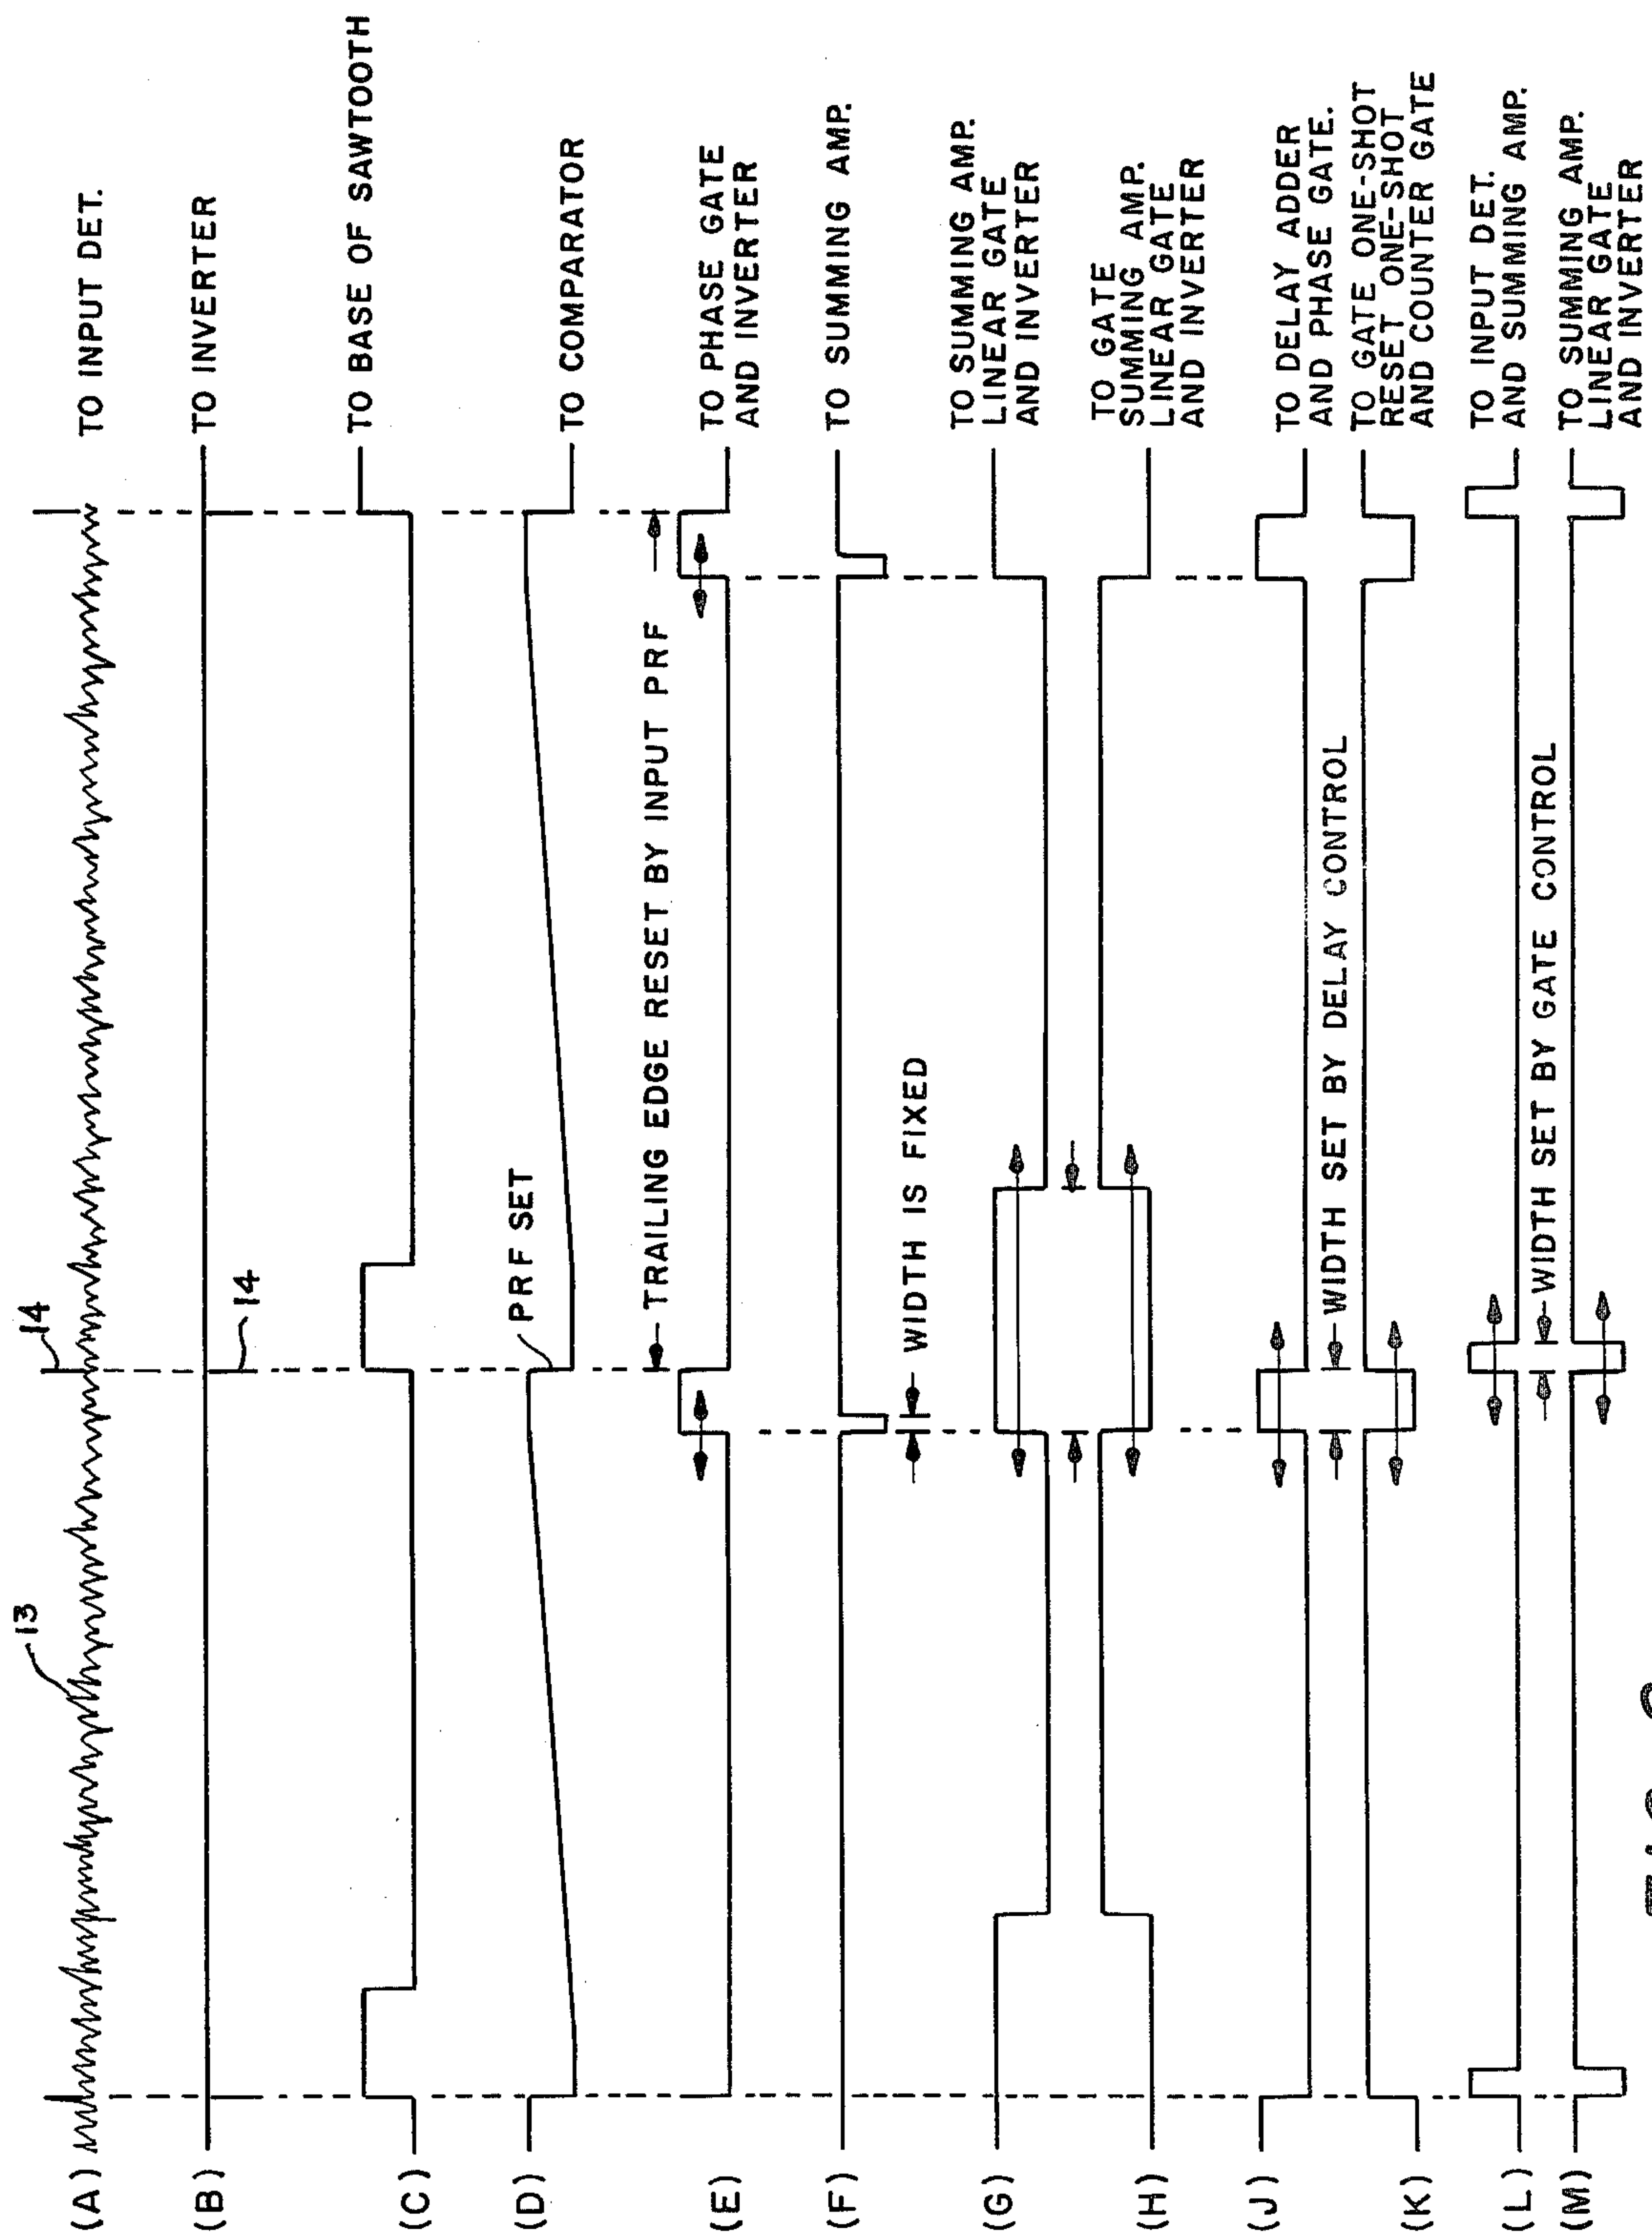 (A) 13 14 TO INPUT DET.
(B) 14 TO INVERTER
(C) TO BASE OF SAWTOOTH
(D) PRF SET TO COMPARATOR
TRAILING EDGE RESET BY INPUT PRF
(E) TO PHASE GATE
AND INVERTER
(F) TO SUMMING AMP.
WIDTH IS FIXED
(G) TO SUMMING AMP.
LINEAR GATE
AND INVERTER
(H) TO GATE
SUMMING AMP.
LINEAR GATE
AND INVERTER
(J) TO DELAY ADDER
AND PHASE GATE.
WIDTH SET BY DELAY CONTROL
(K) TO GATE ONE-SHOT
RESET ONE-SHOT
AND COUNTER GATE
(L) TO INPUT DET.
AND SUMMING AMP.
WIDTH SET BY GATE CONTROL
(M) TO SUMMING AMP.
LINEAR GATE
AND INVERTER